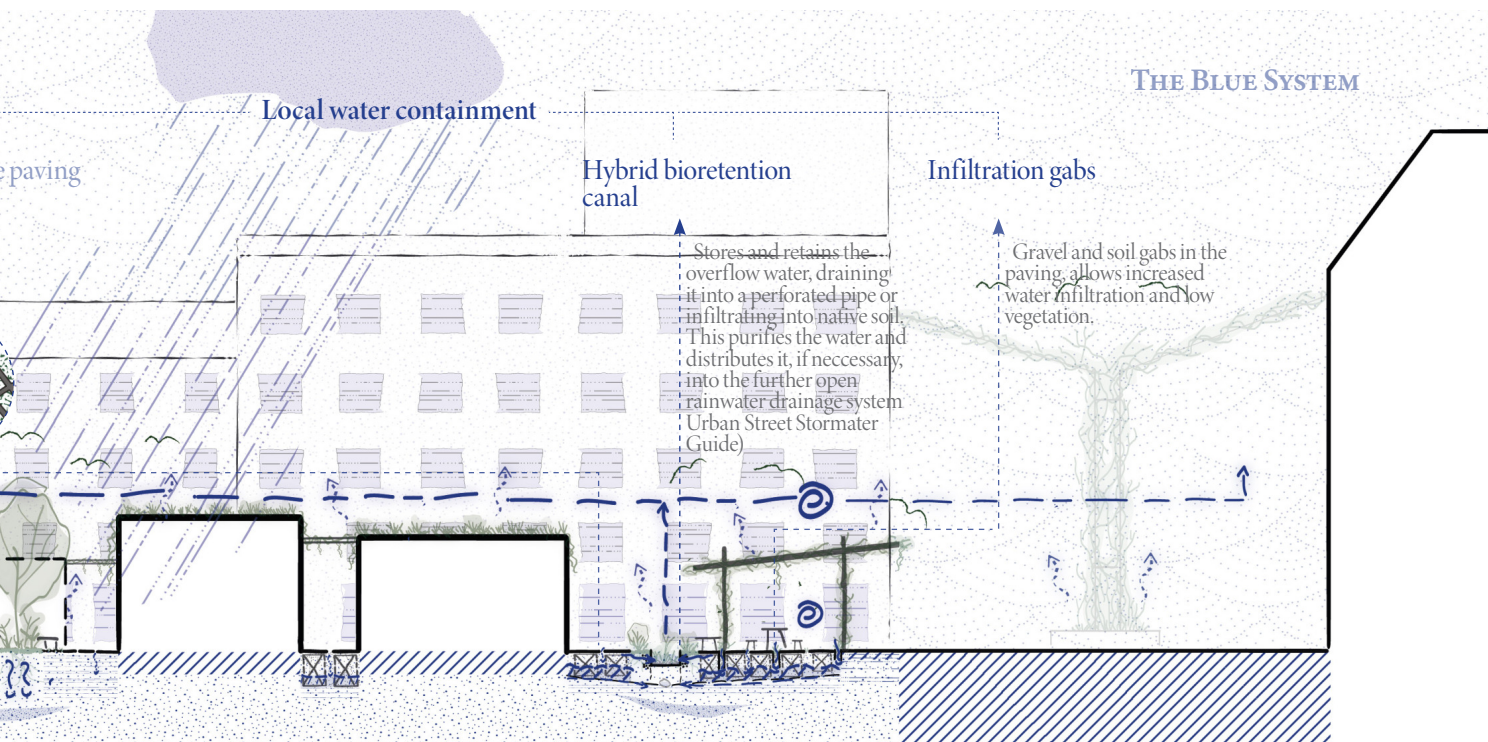 THE BLUE SYSTEM
Local water containment
e paving
Hybrid bioretention
canal
Stores and retains the
overflow water, draining
it into a perforated pipe or
infiltrating into native soil.
This purifies the water and
distributes it, if neccessary,
into the further open
rainwater drainage system
Urban Street Stormater
Guide)
Infiltration gabs
Gravel and soil gabs in the
paving, allows increased
water infiltration and low
vegetation.